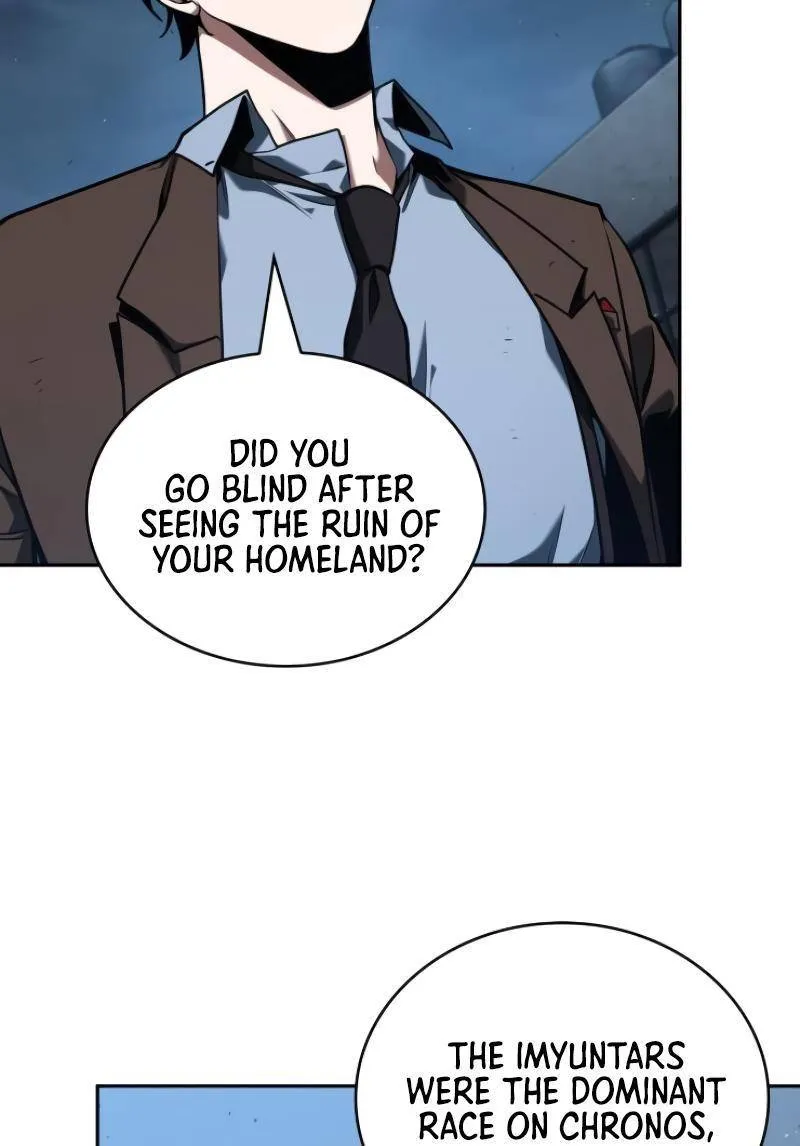 DID YOU
GO BLIND AFTER
SEEING THE RUIN OF
YOUR HOMELAND?
THE IMYUNTARS
WERE THE DOMINANT
RACE ON CHRONOS,